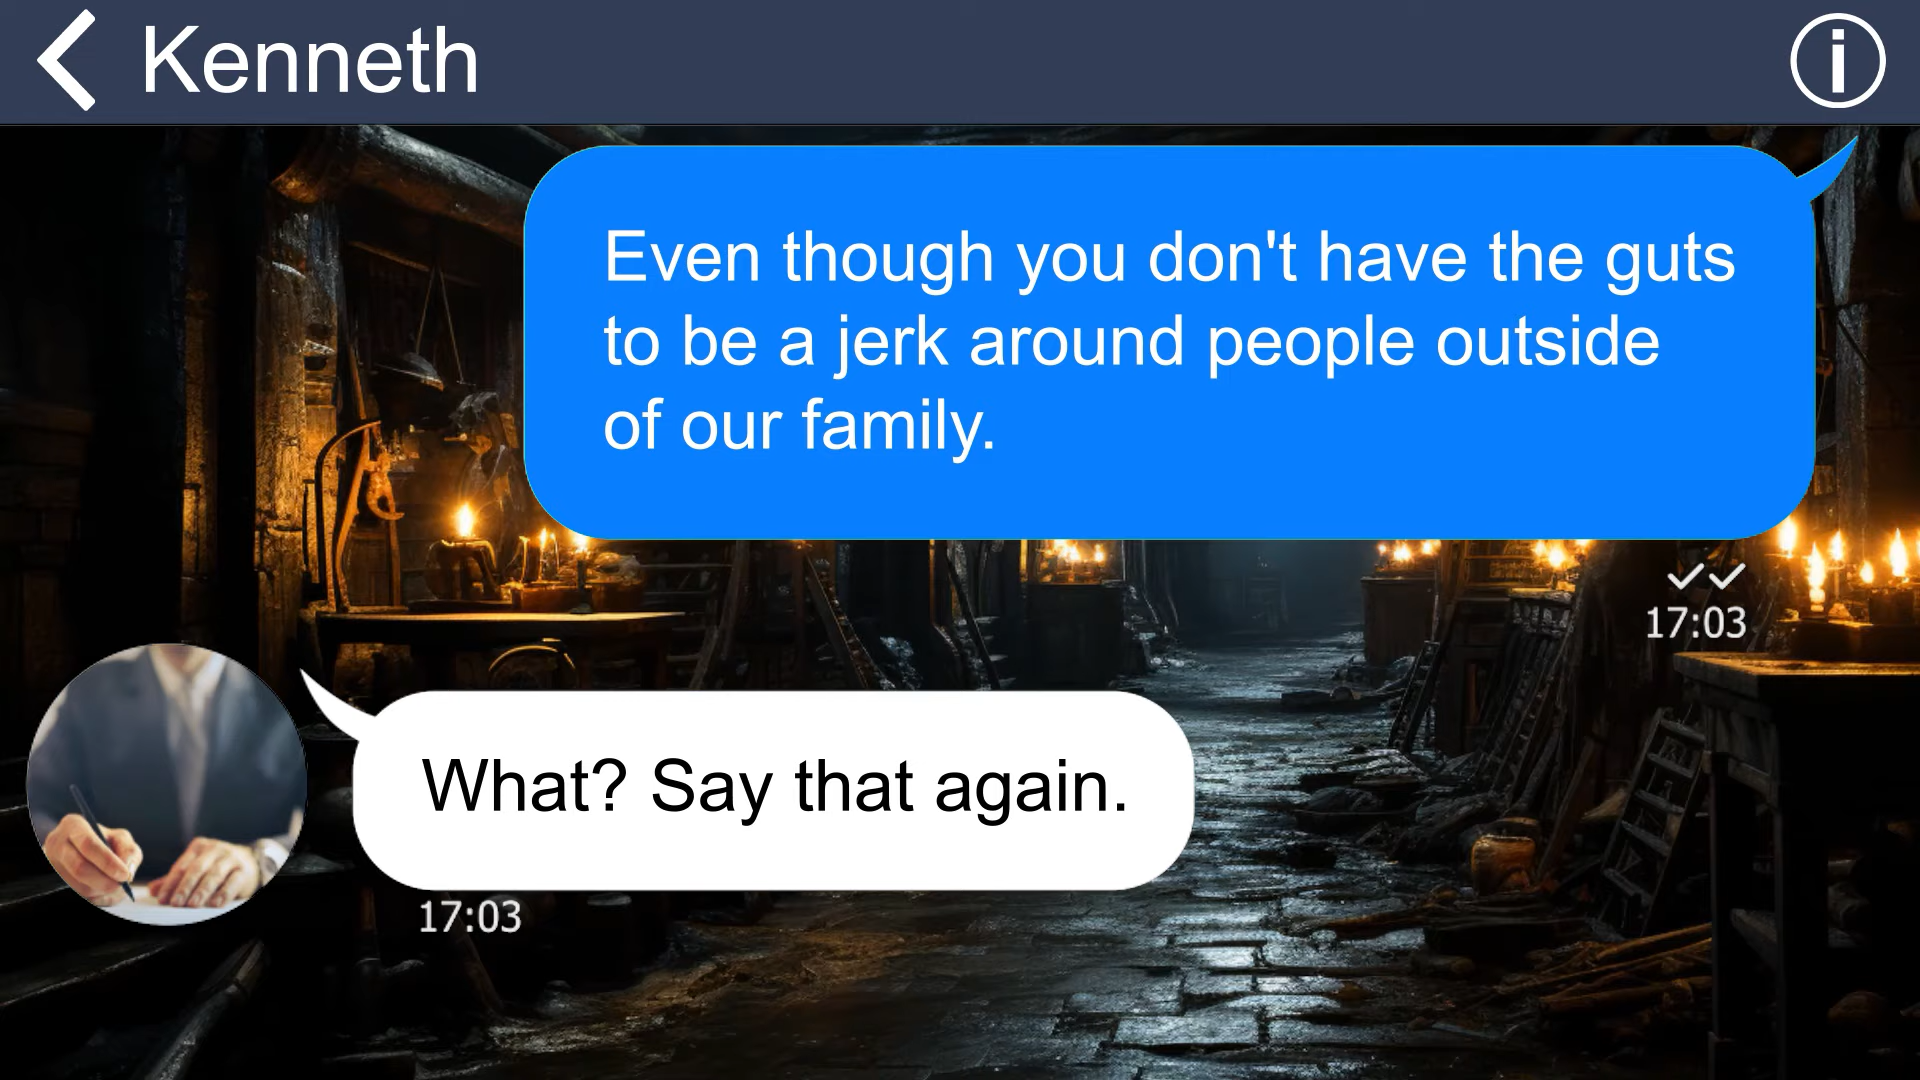 Kenneth
Even though you don't have the guts
to be a jerk around people outside
of our family.
17:03
What? Say that again.
17:03